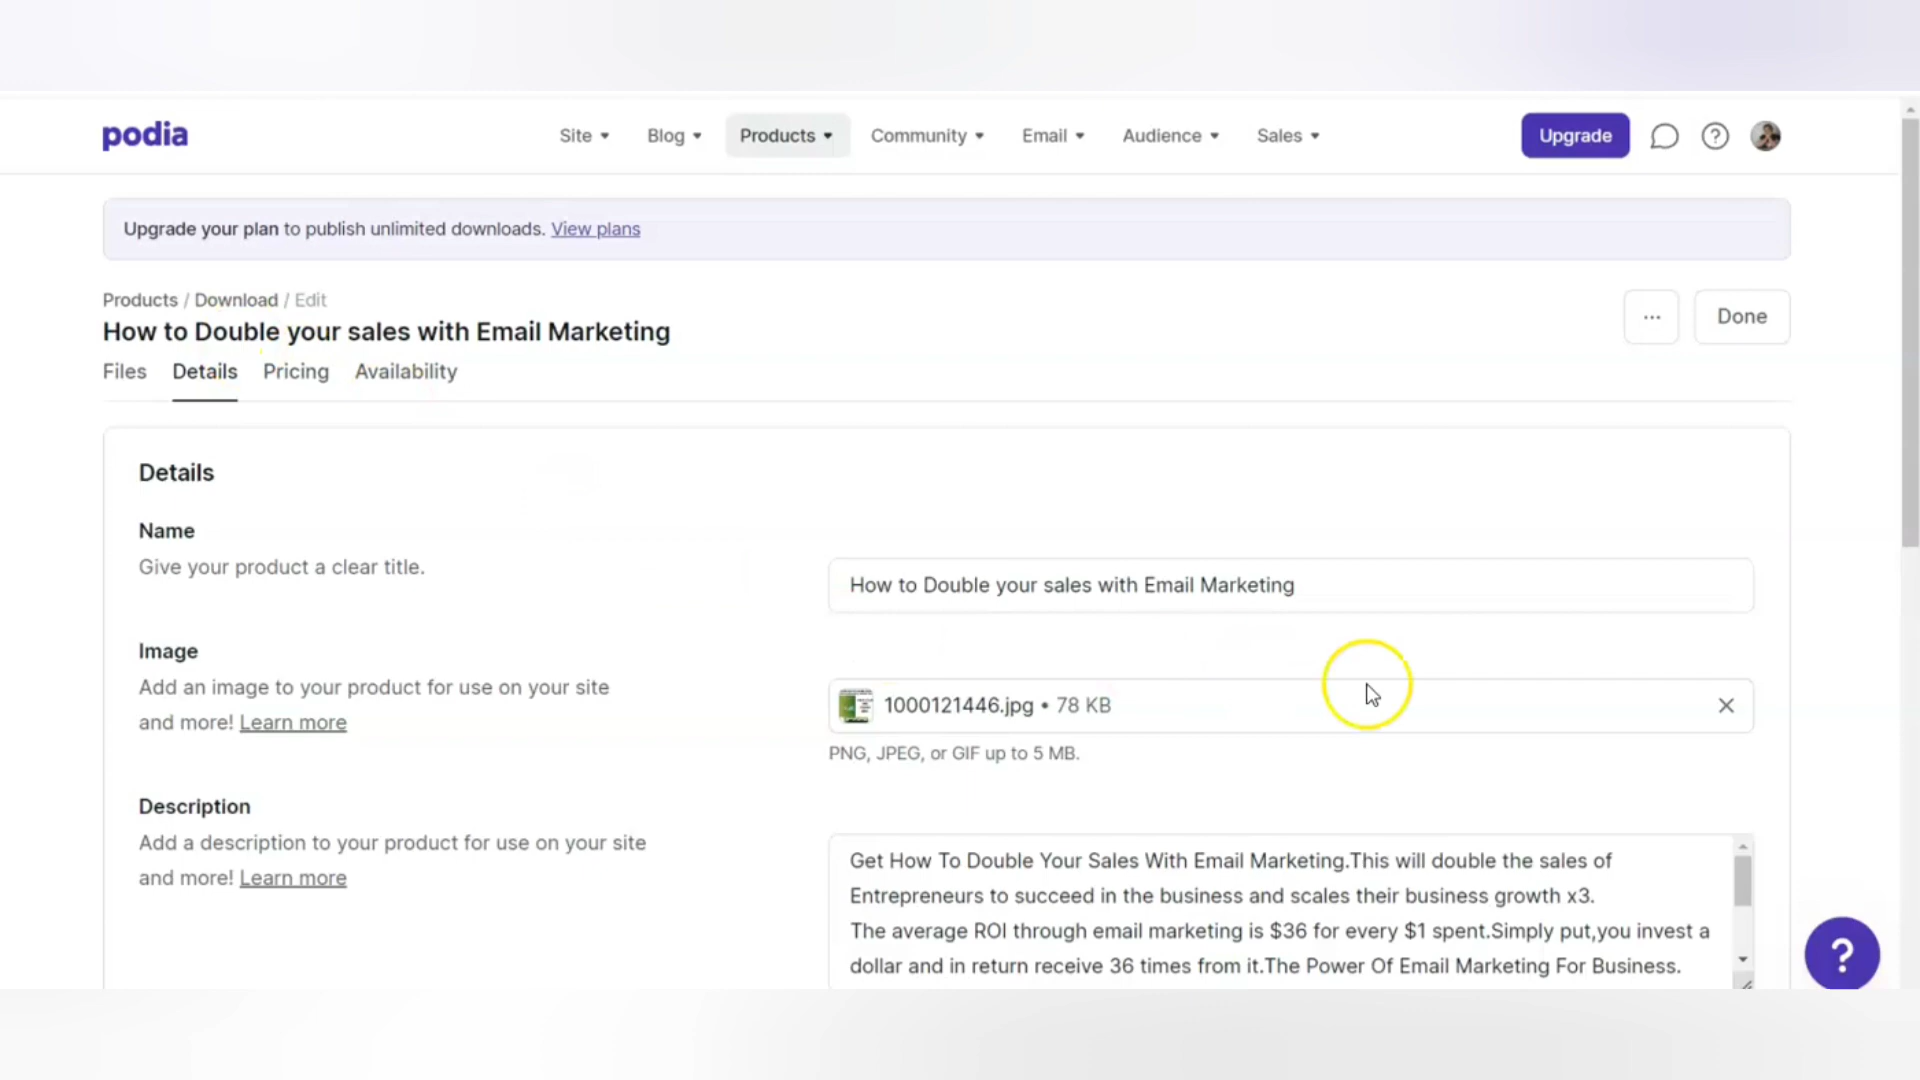 podia
Site Blog Products Community Email Audience Sales Upgrade
Upgrade your plan to publish unlimited downloads. View plans
Products / Download / Edit
How to Double your sales with Email Marketing
... Done
Files Details Pricing Availability
Details
Name
Give your product a clear title.
How to Double your sales with Email Marketing
Image
Add an image to your product for use on your site
and more! Learn more
1000121446.jpg • 78 KB
PNG, JPEG, or GIF up to 5 MB.
Description
Add a description to your product for use on your site
and more! Learn more
Get How To Double Your Sales With Email Marketing.This will double the sales of
Entrepreneurs to succeed in the business and scales their business growth x3.
The average ROI through email marketing is $36 for every $1 spent.Simply put,you invest a
dollar and in return receive 36 times from it.The Power Of Email Marketing For Business.
?